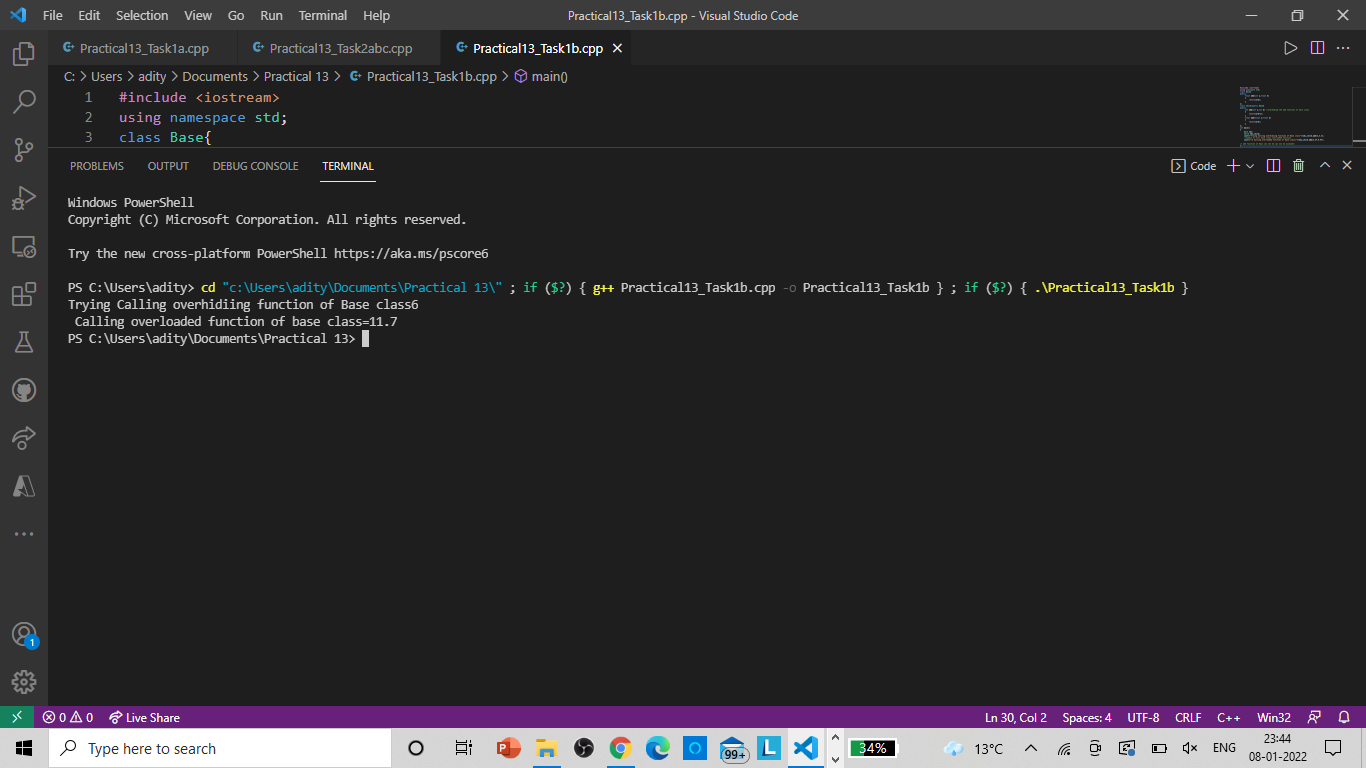 File Edit Selection View Go Run Terminal Help
Practical13_Task1b.cpp - Visual Studio Code
Practical13_Task1a.cpp Practical13_Task2abc.cpp Practical13_Task1b.cpp
C: > Users > adity > Documents > Practical 13 > Practical13_Task1b.cpp > main()
1 #include <iostream>
2 using namespace std;
3 class Base{
PROBLEMS OUTPUT DEBUG CONSOLE TERMINAL
Code
Windows PowerShell
Copyright (C) Microsoft Corporation. All rights reserved.
Try the new cross-platform PowerShell https://aka.ms/pscore6
PS C:\Users\adity> cd "c:\Users\adity\Documents\Practical 13\" ; if ($?) { g++ Practical13_Task1b.cpp -o Practical13_Task1b } ; if ($?) { .\Practical13_Task1b }
Trying Calling overhidiing function of Base class6
 Calling overloaded function of base class=11.7
PS C:\Users\adity\Documents\Practical 13>
1
0 0 Live Share
Ln 30, Col 2 Spaces: 4 UTF-8 CRLF C++ Win32
Type here to search
99+
L
34%
13°C
ENG
23:44
08-01-2022